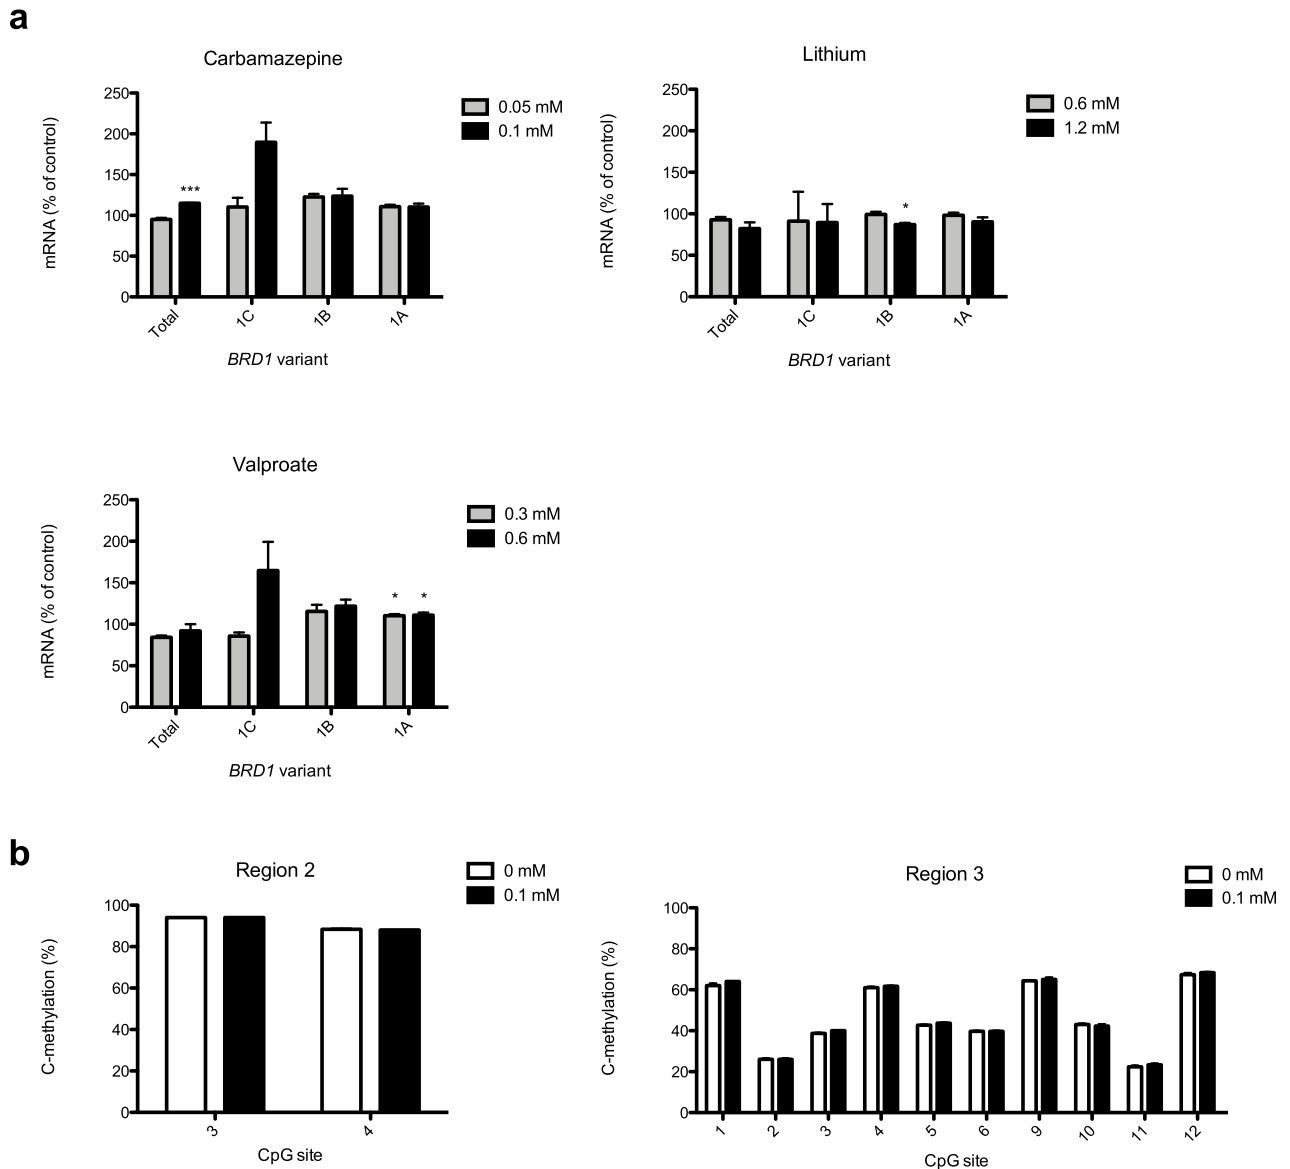 a
Carbamazepine
mRNA (% of control)
250
200
150
100
50
0
***
0.05 mM
0.1 mM
Total
1C
1B
1A
BRD1 variant
Lithium
mRNA (% of control)
250
200
150
100
50
0
*
0.6 mM
1.2 mM
Total
1C
1B
1A
BRD1 variant
Valproate
mRNA (% of control)
250
200
150
100
50
0
* *
0.3 mM
0.6 mM
Total
1C
1B
1A
BRD1 variant
b
Region 2
C-methylation (%)
100
80
60
40
20
0
0 mM
0.1 mM
3
4
CpG site
Region 3
C-methylation (%)
100
80
60
40
20
0
0 mM
0.1 mM
1
2
3
4
5
6
9
10
11
12
CpG site